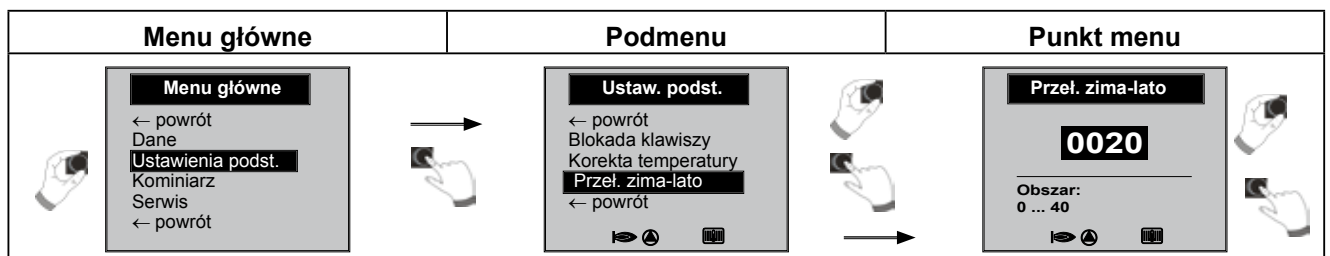 Menu główne
Podmenu
Punkt menu
Menu główne
← powrót
Dane
Ustawienia podst.
Kominiarz
Serwis
← powrót
Ustaw. podst.
← powrót
Blokada klawiszy
Korekta temperatury
Przeł. zima-lato
← powrót
Przeł. zima-lato
0020
Obszar:
0 ... 40